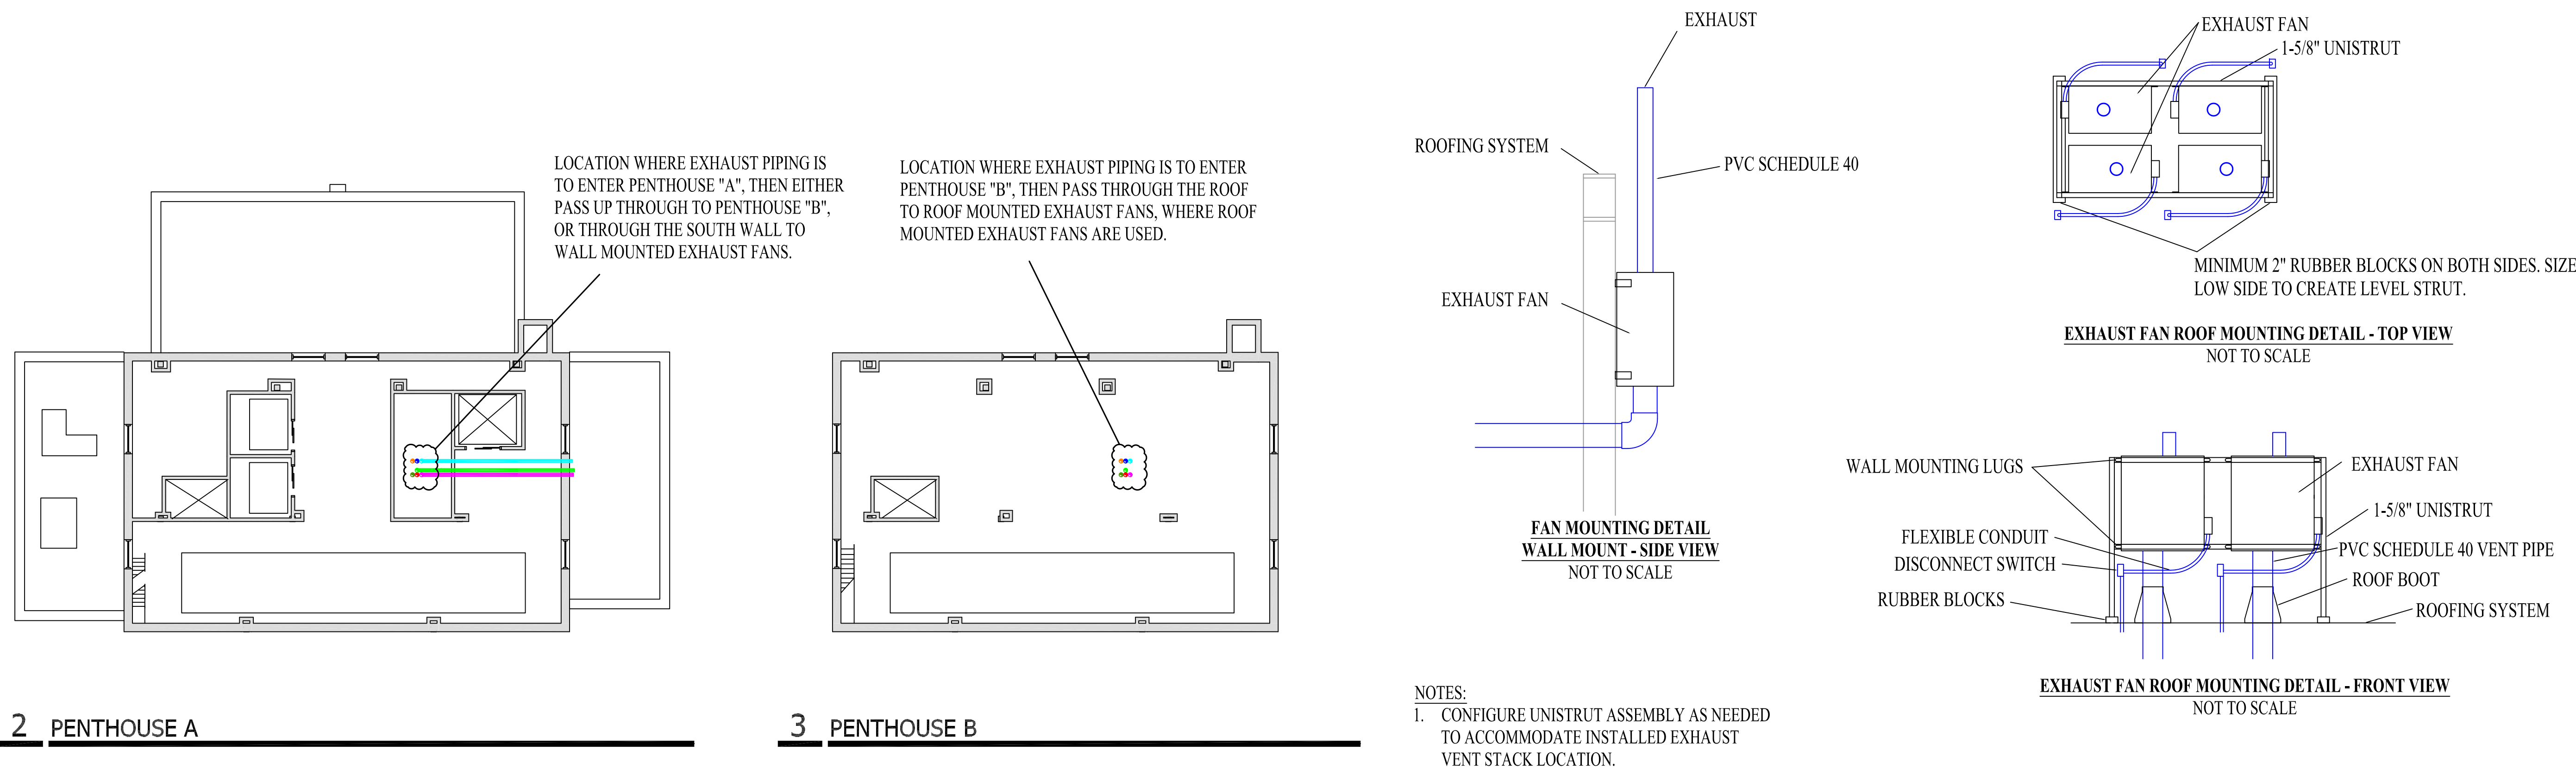 LOCATION WHERE EXHAUST PIPING IS
TO ENTER PENTHOUSE "A", THEN EITHER
PASS UP THROUGH TO PENTHOUSE "B",
OR THROUGH THE SOUTH WALL TO
WALL MOUNTED EXHAUST FANS.
2 PENTHOUSE A
LOCATION WHERE EXHAUST PIPING IS TO ENTER
PENTHOUSE "B", THEN PASS THROUGH THE ROOF
TO ROOF MOUNTED EXHAUST FANS, WHERE ROOF
MOUNTED EXHAUST FANS ARE USED.
3 PENTHOUSE B
EXHAUST
ROOFING SYSTEM
PVC SCHEDULE 40
EXHAUST FAN
FAN MOUNTING DETAIL
WALL MOUNT - SIDE VIEW
NOT TO SCALE
NOTES:
1. CONFIGURE UNISTRUT ASSEMBLY AS NEEDED
TO ACCOMMODATE INSTALLED EXHAUST
VENT STACK LOCATION.
EXHAUST FAN
1-5/8" UNISTRUT
MINIMUM 2" RUBBER BLOCKS ON BOTH SIDES. SIZE
LOW SIDE TO CREATE LEVEL STRUT.
EXHAUST FAN ROOF MOUNTING DETAIL - TOP VIEW
NOT TO SCALE
WALL MOUNTING LUGS
EXHAUST FAN
1-5/8" UNISTRUT
FLEXIBLE CONDUIT
PVC SCHEDULE 40 VENT PIPE
DISCONNECT SWITCH
ROOF BOOT
RUBBER BLOCKS
ROOFING SYSTEM
EXHAUST FAN ROOF MOUNTING DETAIL - FRONT VIEW
NOT TO SCALE